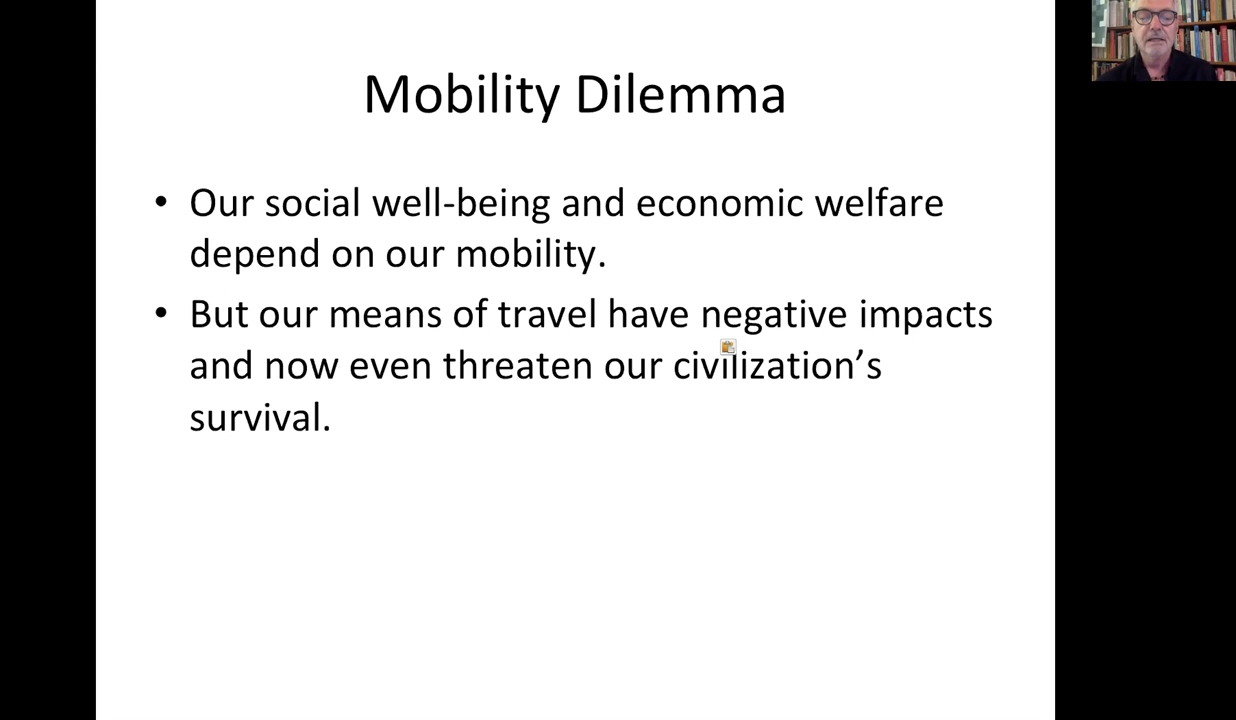 Mobility Dilemma
• Our social well-being and economic welfare
depend on our mobility.
• But our means of travel have negative impacts
and now even threaten our civilization’s
survival.